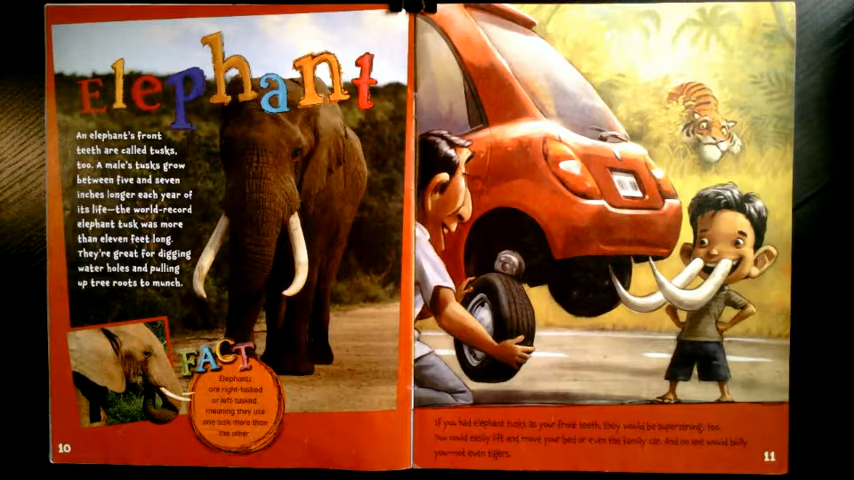 Elephant
An elephant's front
teeth are called tusks,
too. A male's tusks grow
between five and seven
inches longer each year of
its life—the world-record
elephant tusk was more
than eleven feet long.
They're great for digging
water holes and pulling
up tree roots to munch.
FACT
Elephants
are right-tusked
or left-tusked,
meaning they use
one tusk more than
the other.
10
If you had elephant tusks as your front teeth, they would be superstrong, too.
You could easily lift and move your bed or even the family car. And no one would bully
you—not even tigers.
11